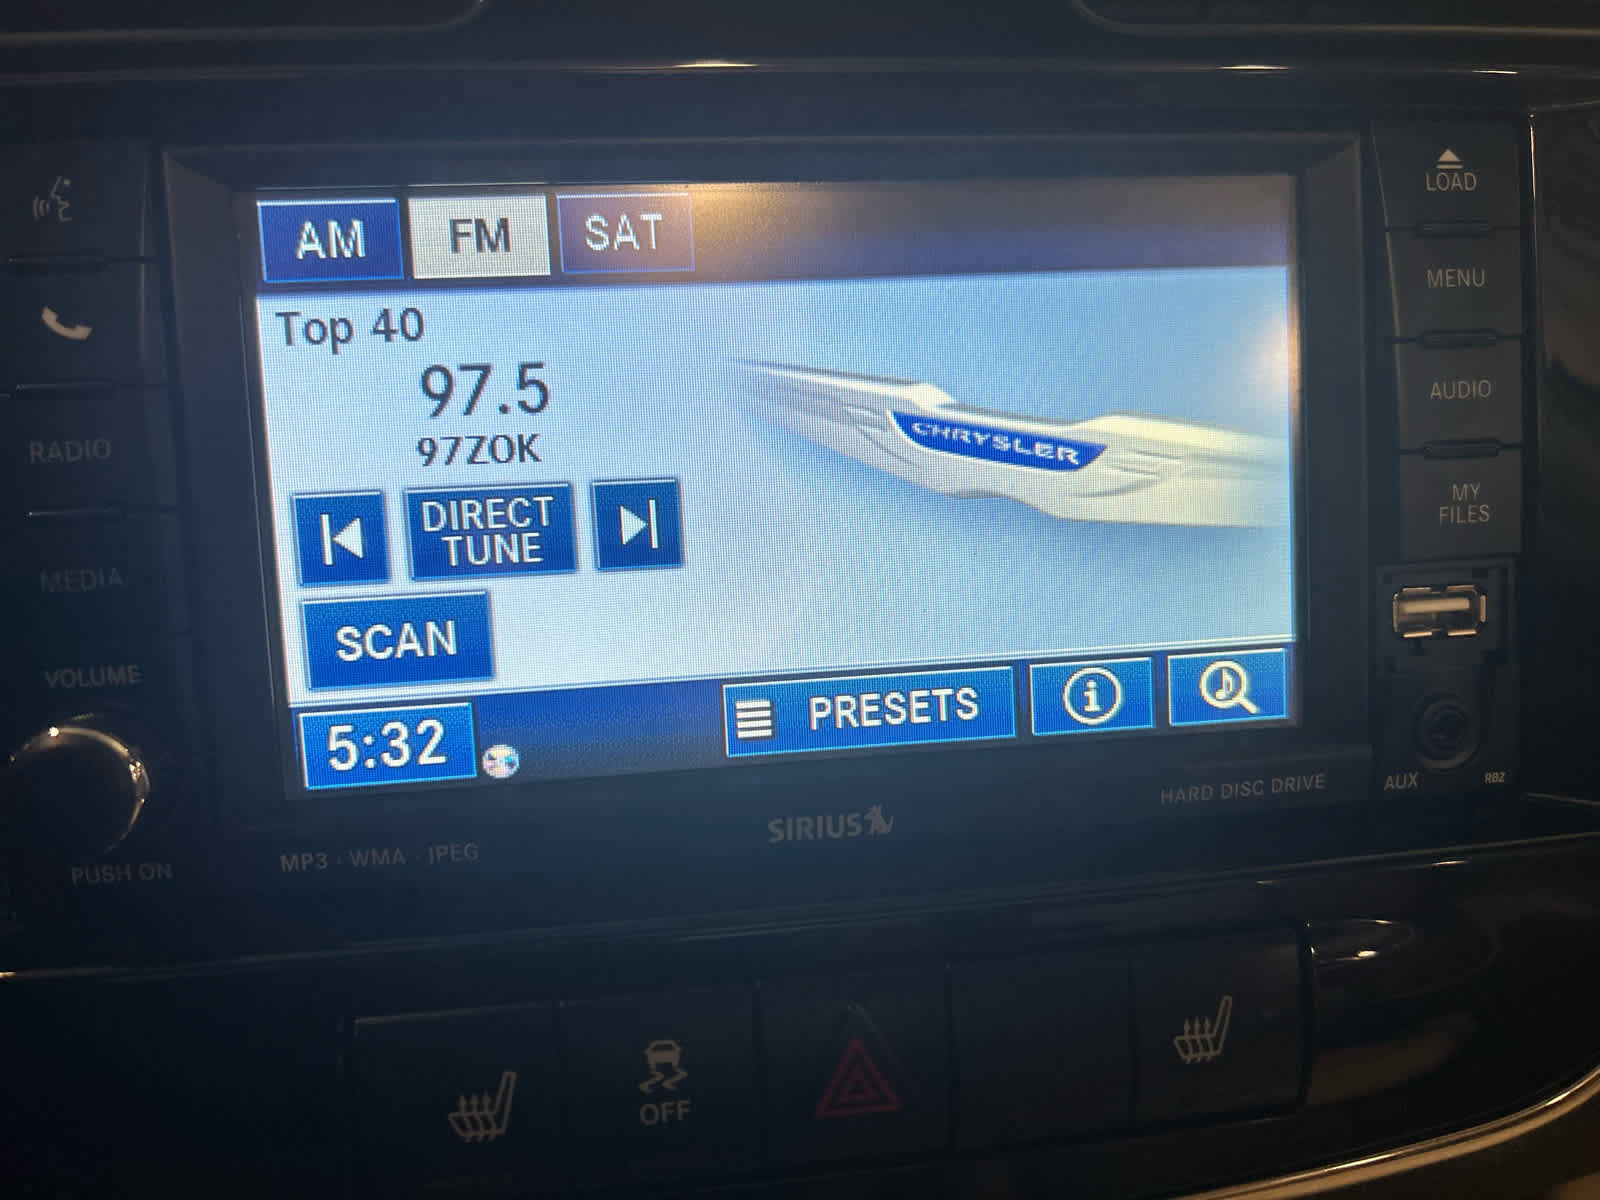 AM FM SAT
Top 40
97.5
97ZOK
DIRECT
TUNE
SCAN
CHRYSLER
5:32
PRESETS
RADIO
MEDIA
VOLUME
PUSH ON
LOAD
MENU
AUDIO
MY
FILES
AUX
RB2
MP3 · WMA · JPEG
SIRIUS
HARD DISC DRIVE
OFF